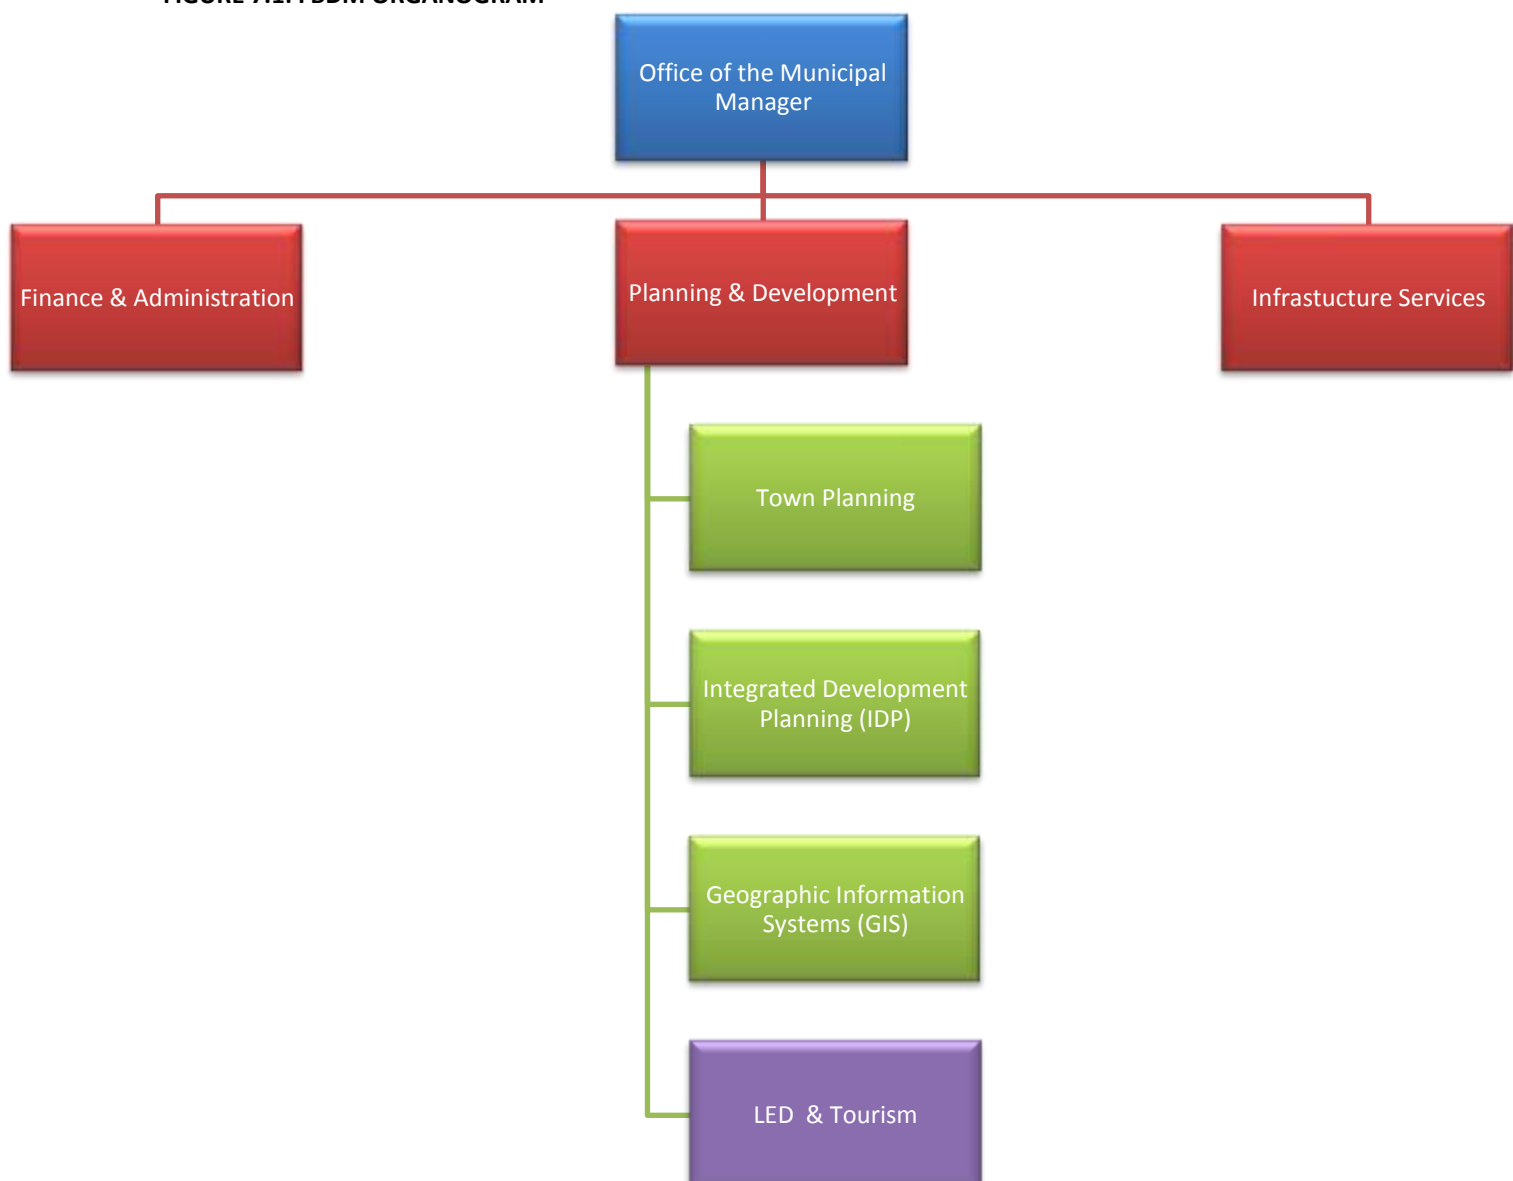 Office of the Municipal
Manager
Finance & Administration
Planning & Development
Infrastucture Services
Town Planning
Integrated Development
Planning (IDP)
Geographic Information
Systems (GIS)
LED & Tourism